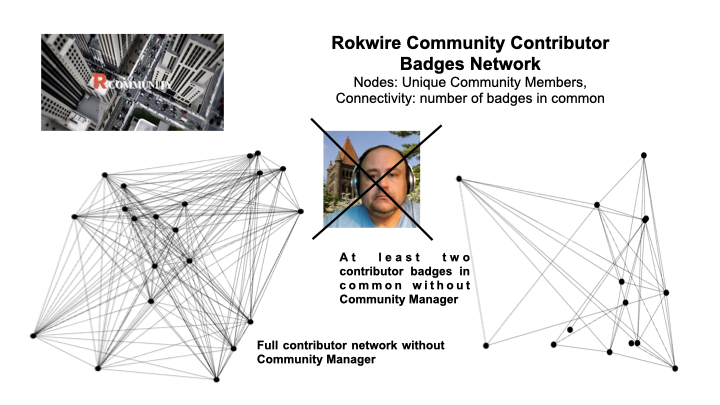 Rokwire Community Contributor
Badges Network
Nodes: Unique Community Members,
Connectivity: number of badges in common
R COMMUNITY
At least two
contributor badges in
common without
Community Manager
Full contributor network without
Community Manager